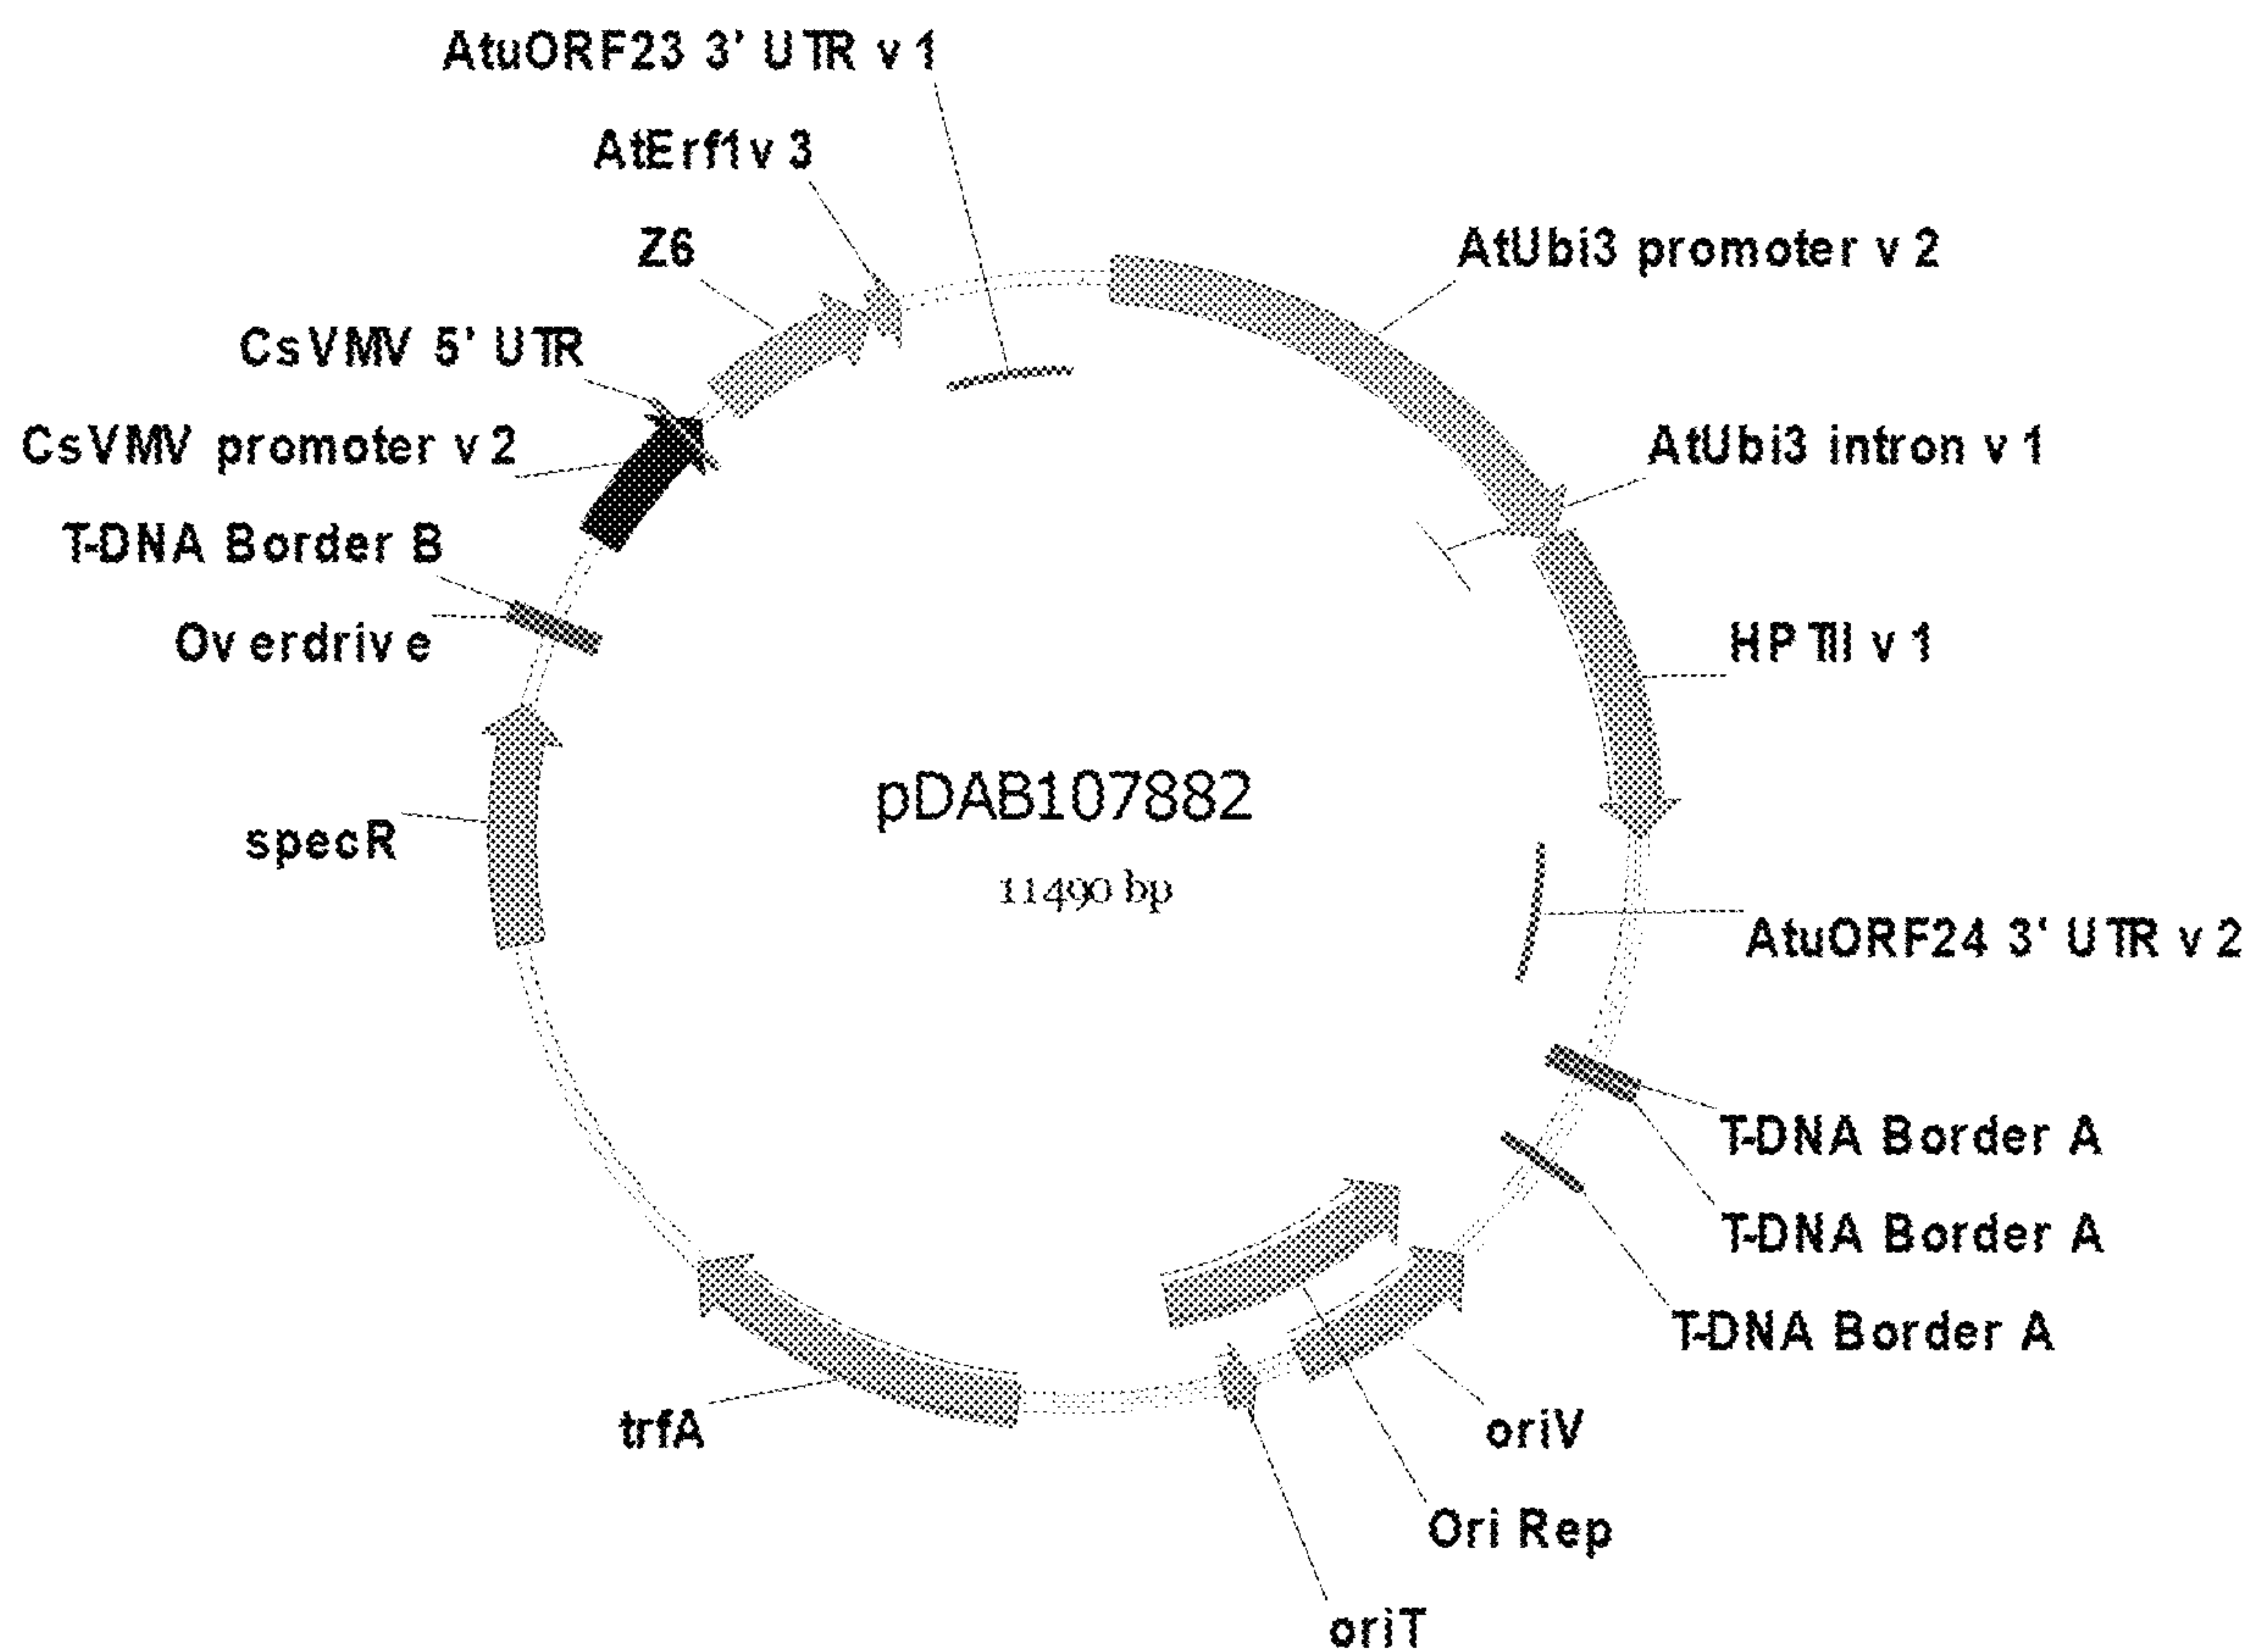 AtuORF23 3' UTR v 1
AtErf1v 3
Z6
AtUbi3 promoter v 2
CsVMV 5' UTR
CsVMV promoter v 2
AtUbi3 intron v 1
T-DNA Border B
Overdrive
HPTII v 1
pDAB107882
specR
11490 bp
AtuORF24 3' UTR v 2
T-DNA Border A
T-DNA Border A
T-DNA Border A
trfA
oriV
Ori Rep
oriT